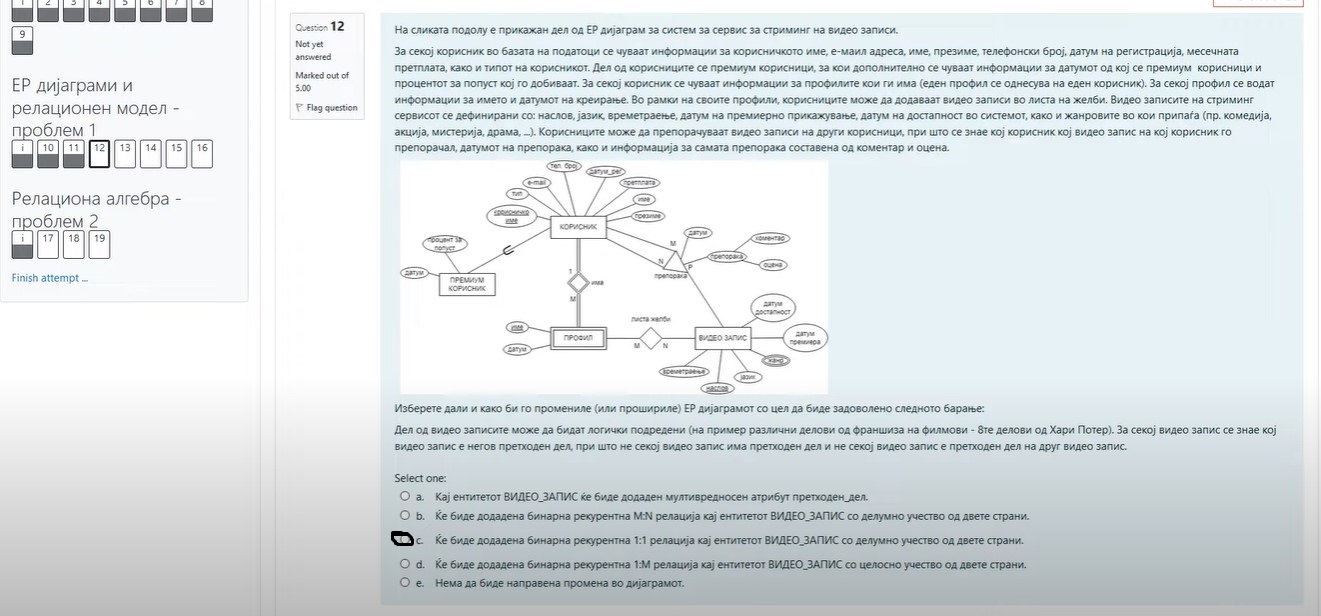 1 2 3 4 5 6 7 8
9
ЕР дијаграми и
релационен модел -
проблем 1
i 10 11 12 13 14 15 16
Релациона алгебра -
проблем 2
i 17 18 19
Finish attempt ...
Question 12
Not yet
answered
Marked out of
5.00
Flag question
На сликата подолу е прикажан дел од ЕР дијаграм за систем за сервис за стриминг на видео записи.
За секој корисник во базата на податоци се чуваат информации за корисничкото име, е-маил адреса, име, презиме, телефонски број, датум на регистрација, месечната
претплата, како и типот на корисникот. Дел од корисниците се премиум корисници, за кои дополнително се чуваат информации за датумот од кој се премиум корисници и
процентот за попуст кој го добиваат. За секој корисник се чуваат информации за профилите кои ги има (еден профил се однесува на еден корисник). За секој профил се водат
информации за името и датумот на креирање. Во рамки на своите профили, корисниците може да додаваат видео записи во листа на желби. Видео записите на стриминг
сервисот се дефинирани со: наслов, јазик, времетраење, датум на премиерно прикажување, датум на достапност во системот, како и жанровите во кои припаѓа (пр. комедија,
акција, мистерија, драма, ...). Корисниците може да препорачуваат видео записи на други корисници, при што се знае кој корисник кој видео запис на кој корисник го
препорачал, датумот на препорака, како и информација за самата препорака составена од коментар и оцена.
тел. број
датум_рег
e-mail
претплата
тип
име
корисничко
име
презиме
КОРИСНИК
процент за
попуст
датум
ПРЕМИУМ
КОРИСНИК
M
N
P
датум
препорака
коментар
препорака
оцена
1
има
M
име
датум
ПРОФИЛ
листа желби
M N
ВИДЕО ЗАПИС
датум
достапност
датум
премиера
жанр
јазик
времетраење
наслов
Изберете дали и како би го промениле (или прошириле) ЕР дијаграмот со цел да биде задоволено следното барање:
Дел од видео записите може да бидат логички подредени (на пример различни делови од франшиза на филмови - 8те делови од Хари Потер). За секој видео запис се знае кој
видео запис е негов претходен дел, при што не секој видео запис има претходен дел и не секој видео запис е претходен дел на друг видео запис.
Select one:
a. Кај ентитетот ВИДЕО_ЗАПИС ќе биде додаден мултивредносен атрибут претходен_дел.
b. Ќе биде додадена бинарна рекурентна M:N релација кај ентитетот ВИДЕО_ЗАПИС со делумно учество од двете страни.
c. Ќе биде додадена бинарна рекурентна 1:1 релација кај ентитетот ВИДЕО_ЗАПИС со делумно учество од двете страни.
d. Ќе биде додадена бинарна рекурентна 1:M релација кај ентитетот ВИДЕО_ЗАПИС со целосно учество од двете страни.
e. Нема да биде направена промена во дијаграмот.